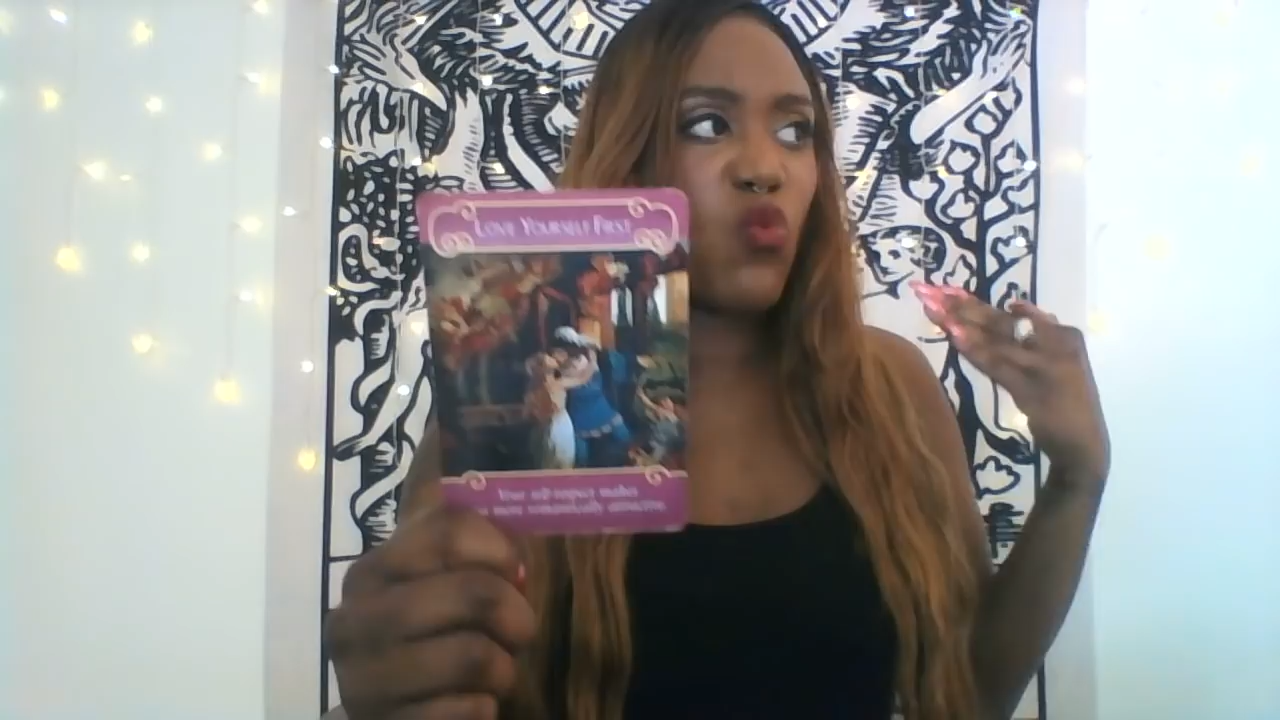 LOVE YOURSELF FIRST
Your self-respect makes
more romantically attractive.